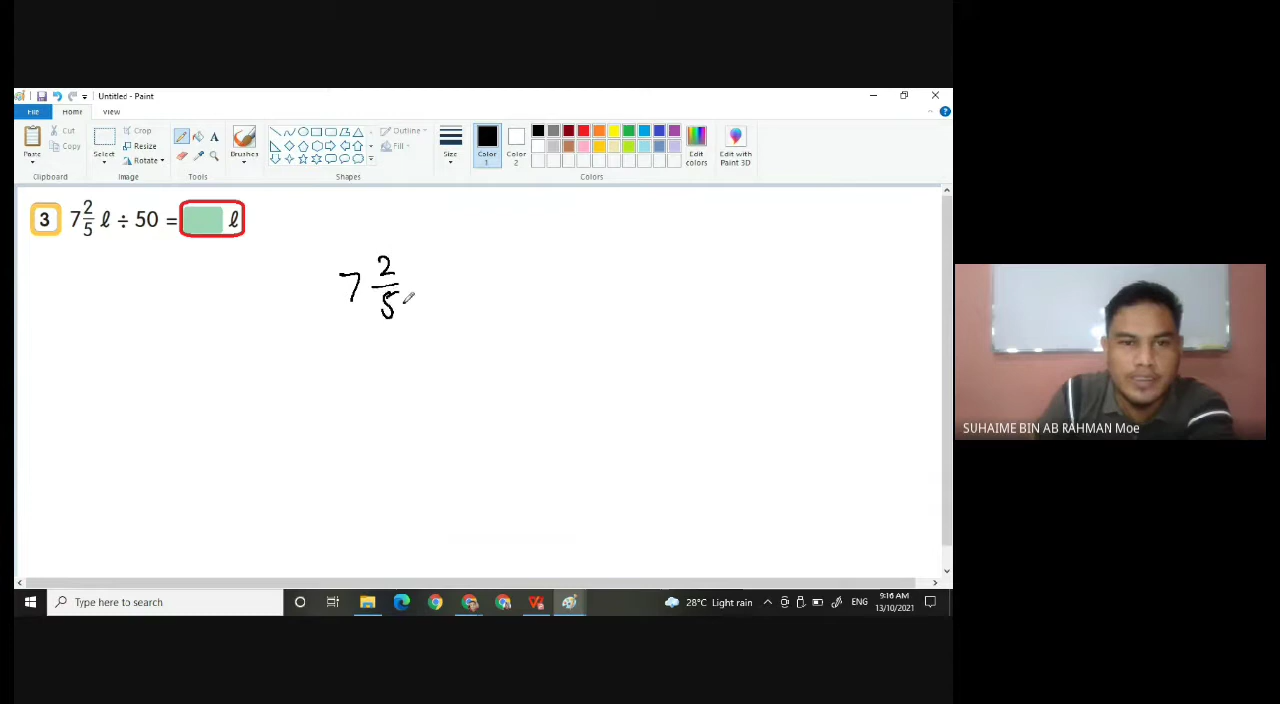 Untitled - Paint
File Home View
Paste
Cut
Copy
Clipboard
Select
Crop
Resize
Rotate
Image
A
Tools
Brushes
Outline
Fill
Shapes
Size
Color 1
Color 2
Edit colors
Edit with Paint 3D
Colors
3 7 2/5 ℓ ÷ 50 = ℓ
7 2/5
SUHAIME BIN AB RAHMAN Moe
Type here to search
28°C Light rain
ENG
9:16 AM
13/10/2021